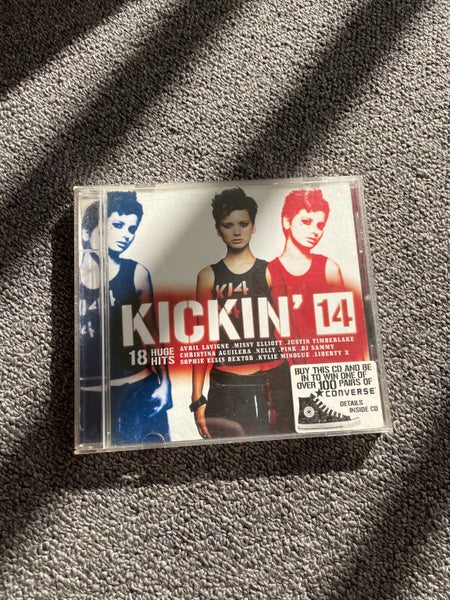 K14
K14
KICKIN' 14
18 HUGE HITS
AVRIL LAVIGNE .MISSY ELLIOTT .JUSTIN TIMBERLAKE
CHRISTINA AGUILERA .NELLY .PINK .DJ SAMMY
SOPHIE ELLIS BEXTOR .KYLIE MINOGUE .LIBERTY X
BUY THIS CD AND BE
IN TO WIN ONE OF
OVER 100 PAIRS OF
CONVERSE
DETAILS
INSIDE CD